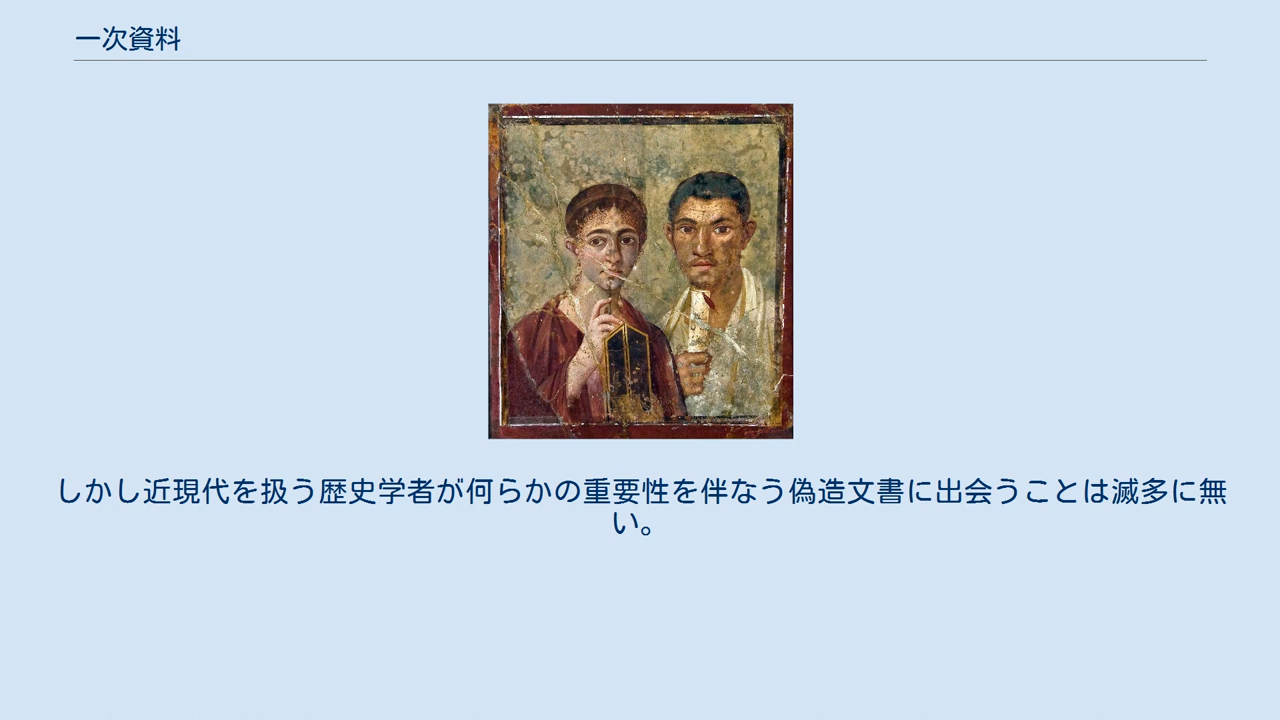 一次資料
しかし近現代を扱う歴史学者が何らかの重要性を伴なう偽造文書に出会うことは滅多に無
い。